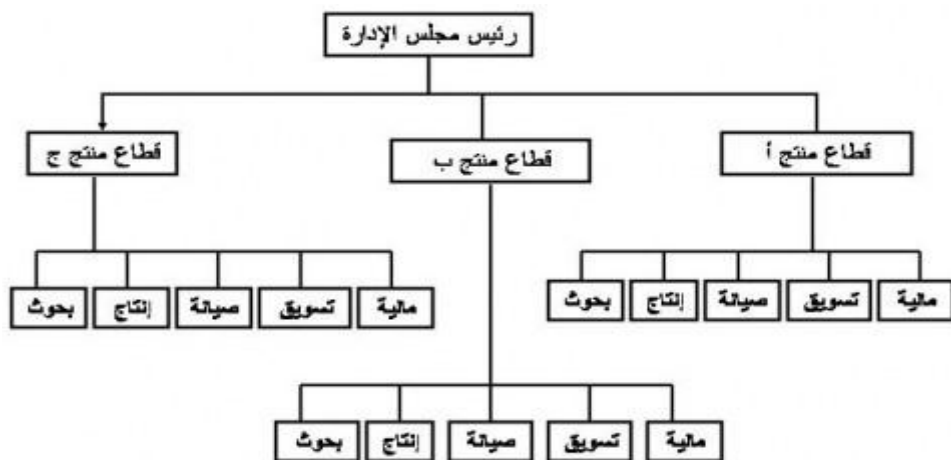 رئيس مجلس الإدارة
قطاع منتج أ
قطاع منتج ب
قطاع منتج ج
مالية
تسويق
صيانة
إنتاج
بحوث
مالية
تسويق
صيانة
إنتاج
بحوث
مالية
تسويق
صيانة
إنتاج
بحوث